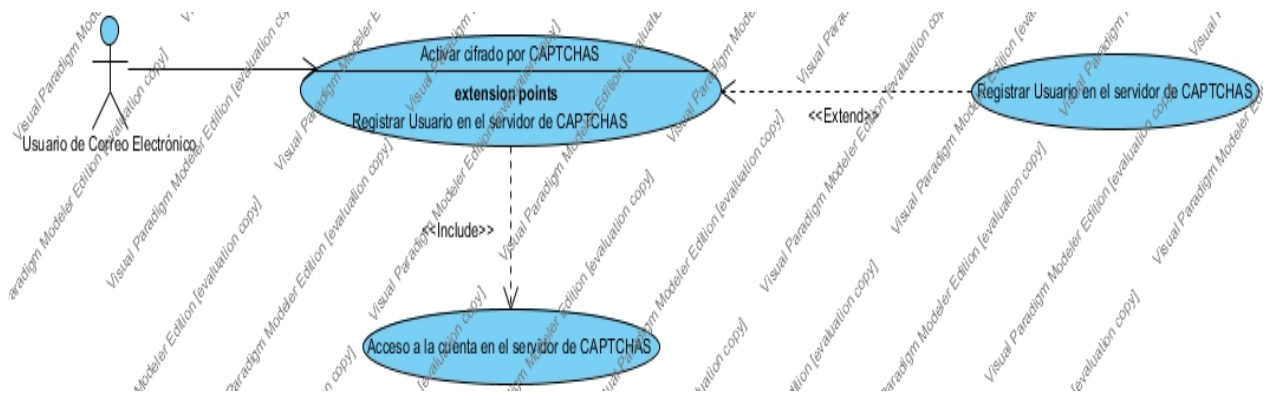 Activar cifrado por CAPTCHAS
extension points
Registrar Usuario en el servidor de CAPTCHAS
Usuario de Correo Electrónico
<<Extend>>
Registrar Usuario en el servidor de CAPTCHAS
<<Include>>
Acceso a la cuenta en el servidor de CAPTCHAS
Visual Paradigm Modeler Edition [evaluation copy]